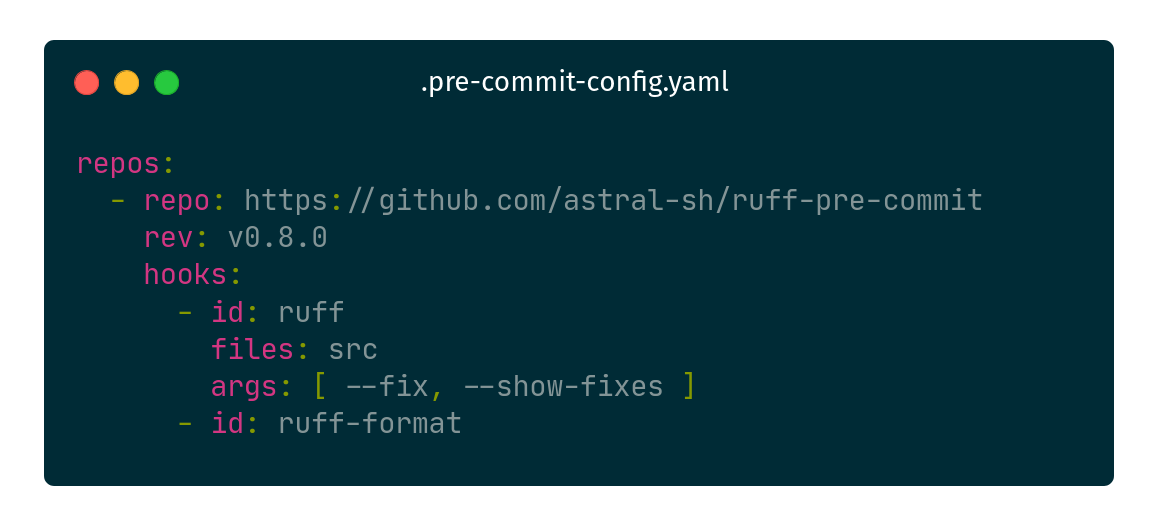 .pre-commit-config.yaml
repos:
  - repo: https://github.com/astral-sh/ruff-pre-commit
    rev: v0.8.0
    hooks:
      - id: ruff
        files: src
        args: [ --fix, --show-fixes ]
      - id: ruff-format